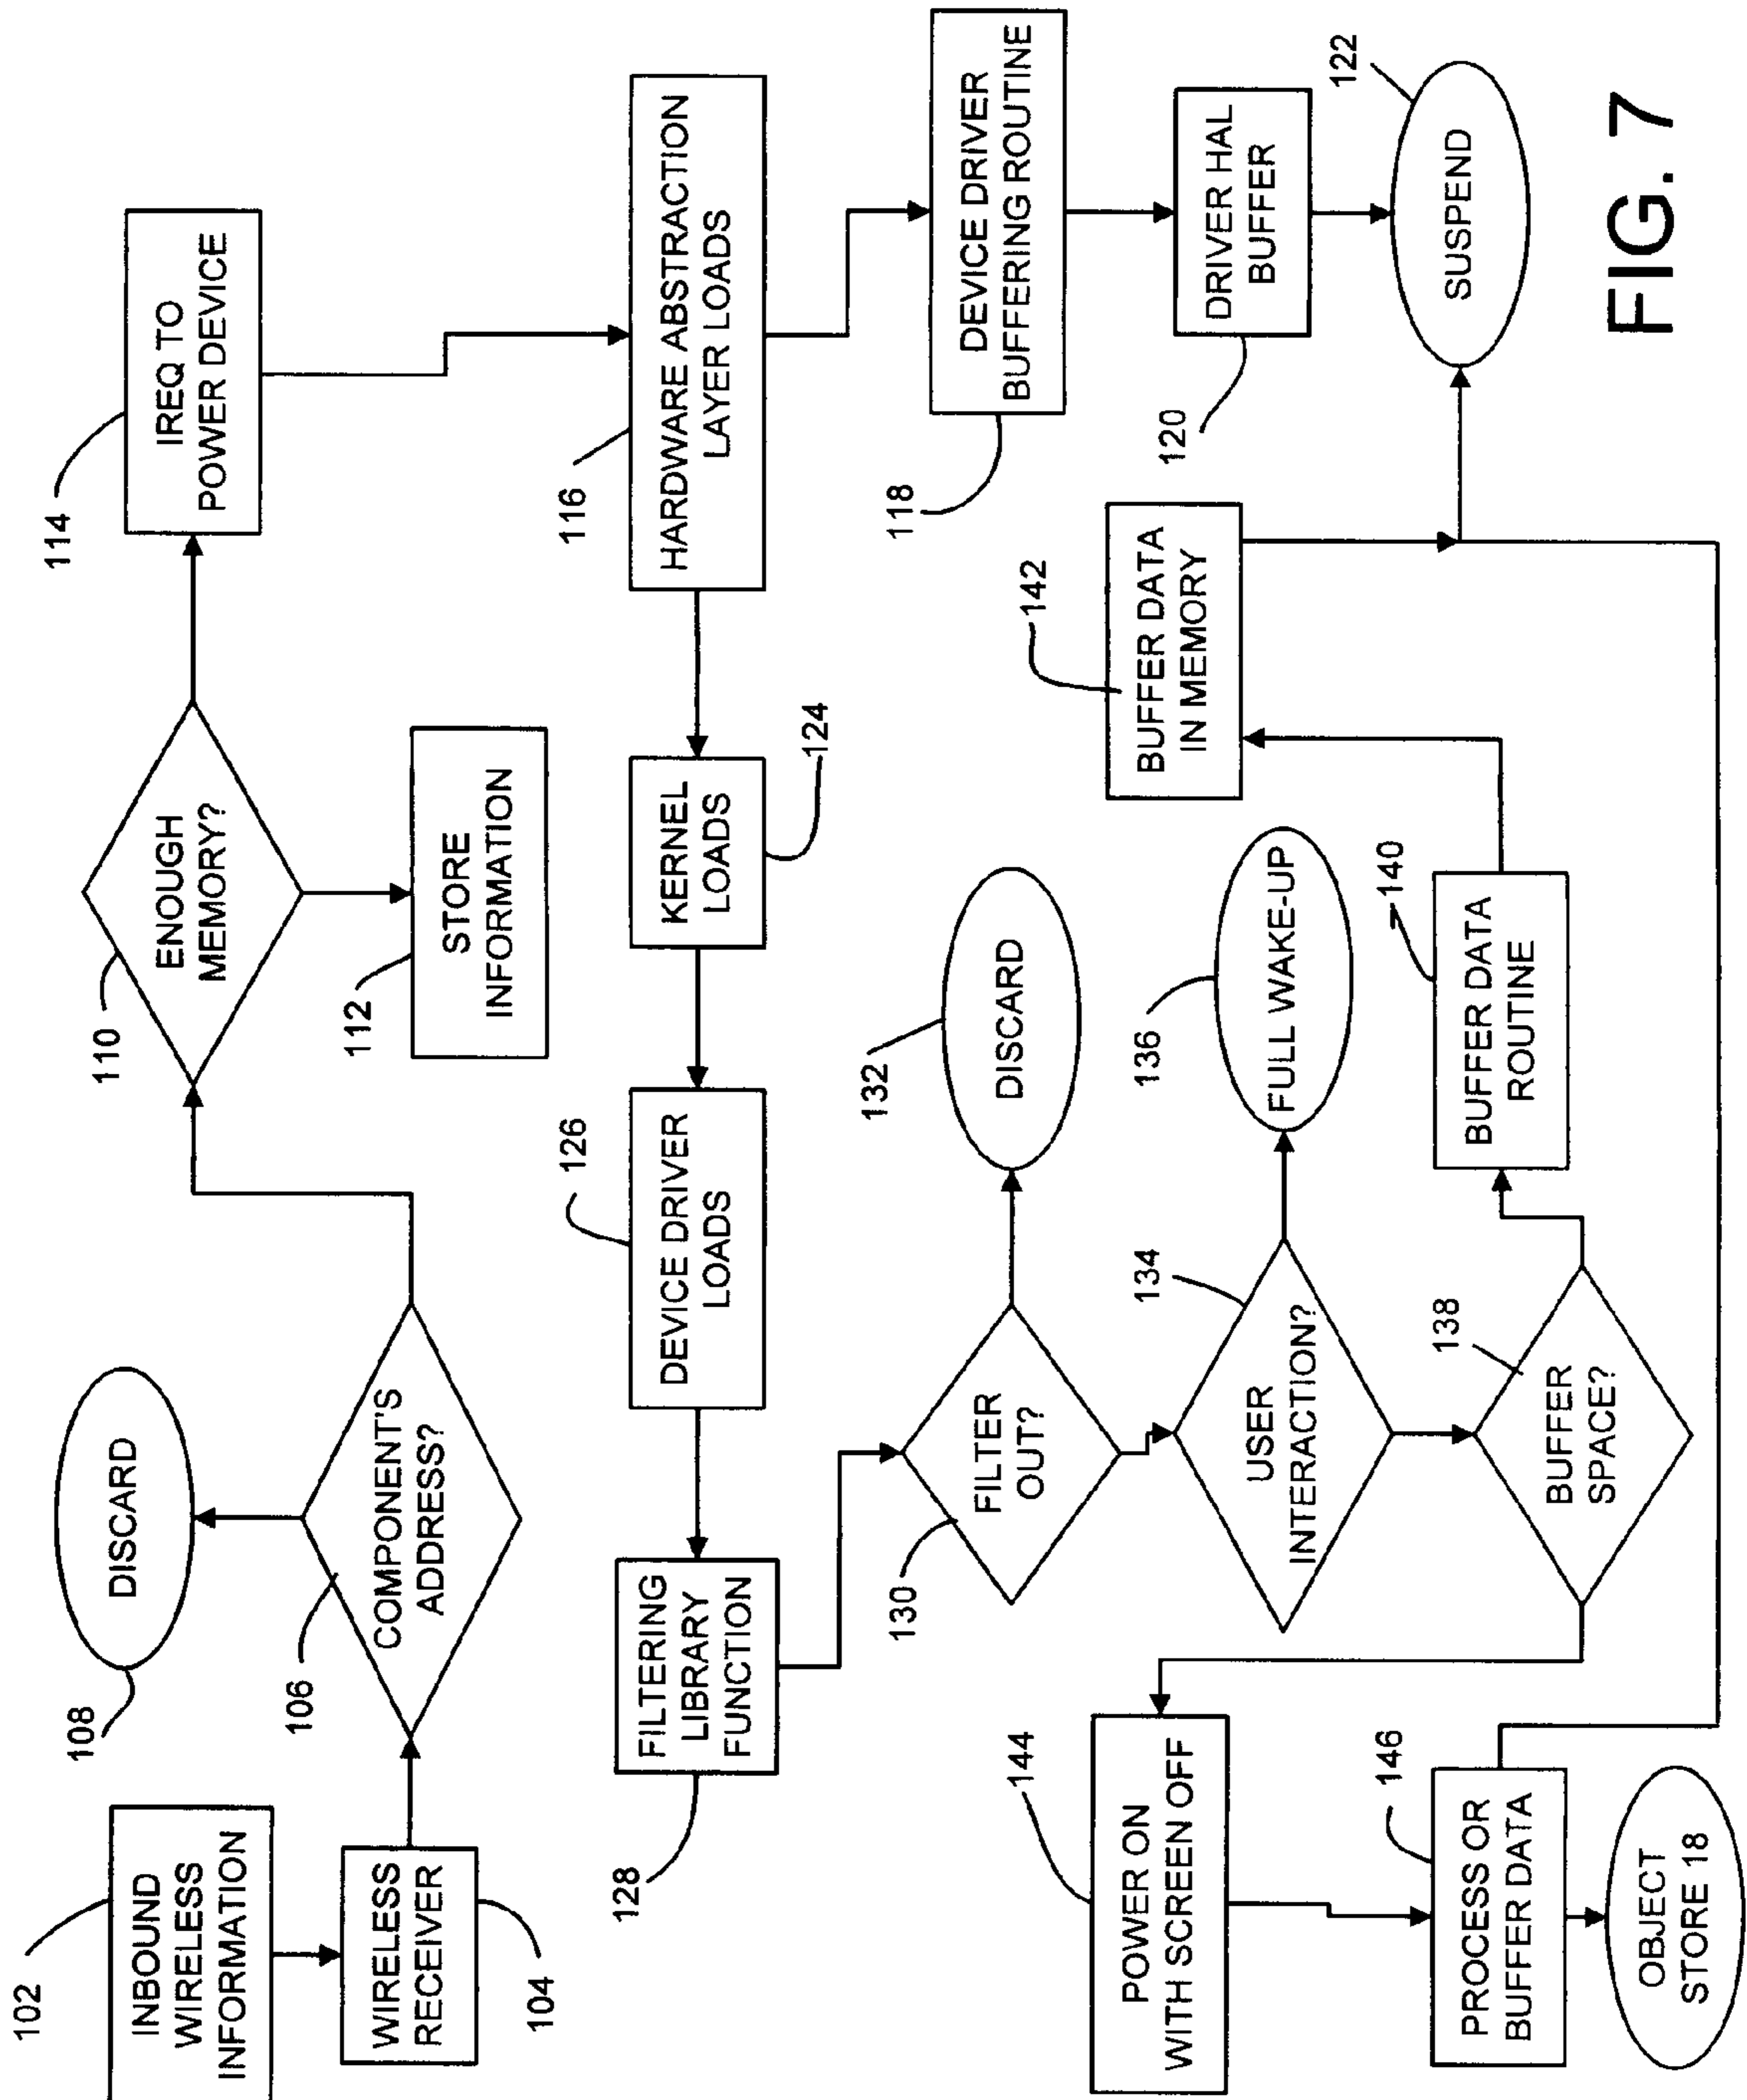 102
INBOUND
WIRELESS
INFORMATION
WIRELESS
RECEIVER
104
108
DISCARD
106
COMPONENT'S
ADDRESS?
110
ENOUGH
MEMORY?
112
STORE
INFORMATION
114
IREQ TO
POWER DEVICE
116
HARDWARE ABSTRACTION
LAYER LOADS
KERNEL
LOADS
124
126
DEVICE DRIVER
LOADS
FILTERING
LIBRARY
FUNCTION
128
118
DEVICE DRIVER
BUFFERING ROUTINE
120
DRIVER HAL
BUFFER
122
SUSPEND
130
FILTER
OUT?
132
DISCARD
134
USER
INTERACTION?
136
FULL WAKE-UP
138
BUFFER
SPACE?
140
BUFFER DATA
ROUTINE
142
BUFFER DATA
IN MEMORY
144
POWER ON
WITH SCREEN OFF
146
PROCESS OR
BUFFER DATA
OBJECT
STORE 18
FIG. 7